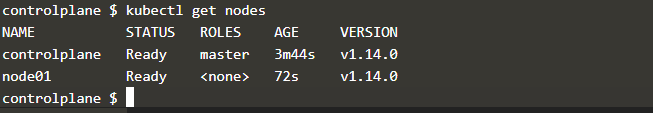 controlplane $ kubectl get nodes
NAME STATUS ROLES AGE VERSION
controlplane Ready master 3m44s v1.14.0
node01 Ready <none> 72s v1.14.0
controlplane $